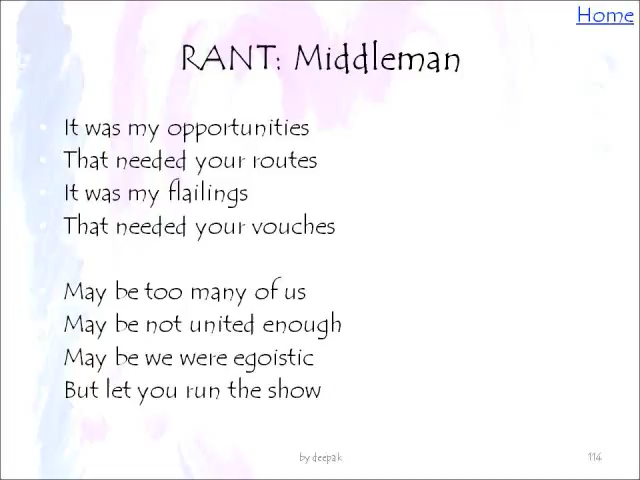 Home
RANT: Middleman
It was my opportunities
That needed your routes
It was my flailings
That needed your vouches
May be too many of us
May be not united enough
May be we were egoistic
But let you run the show
by deepak
114